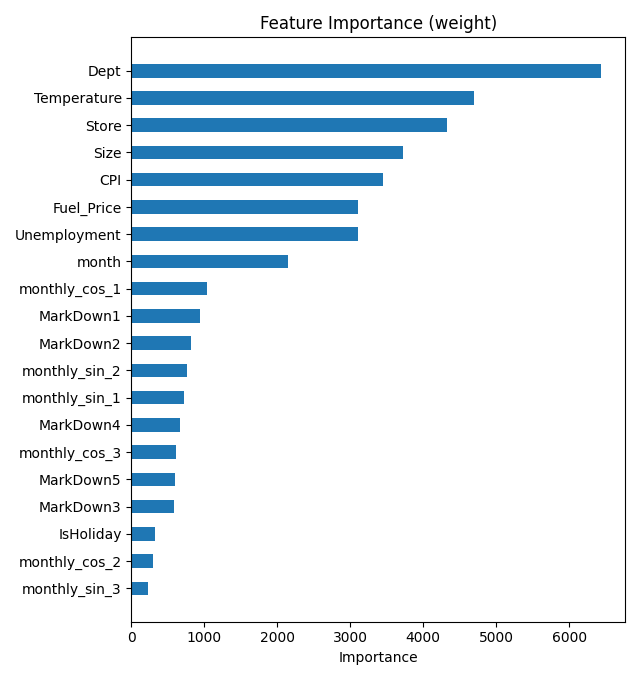 Feature Importance (weight)
Dept
Temperature
Store
Size
CPI
Fuel_Price
Unemployment
month
monthly_cos_1
MarkDown1
MarkDown2
monthly_sin_2
monthly_sin_1
MarkDown4
monthly_cos_3
MarkDown5
MarkDown3
IsHoliday
monthly_cos_2
monthly_sin_3
0 1000 2000 3000 4000 5000 6000
Importance